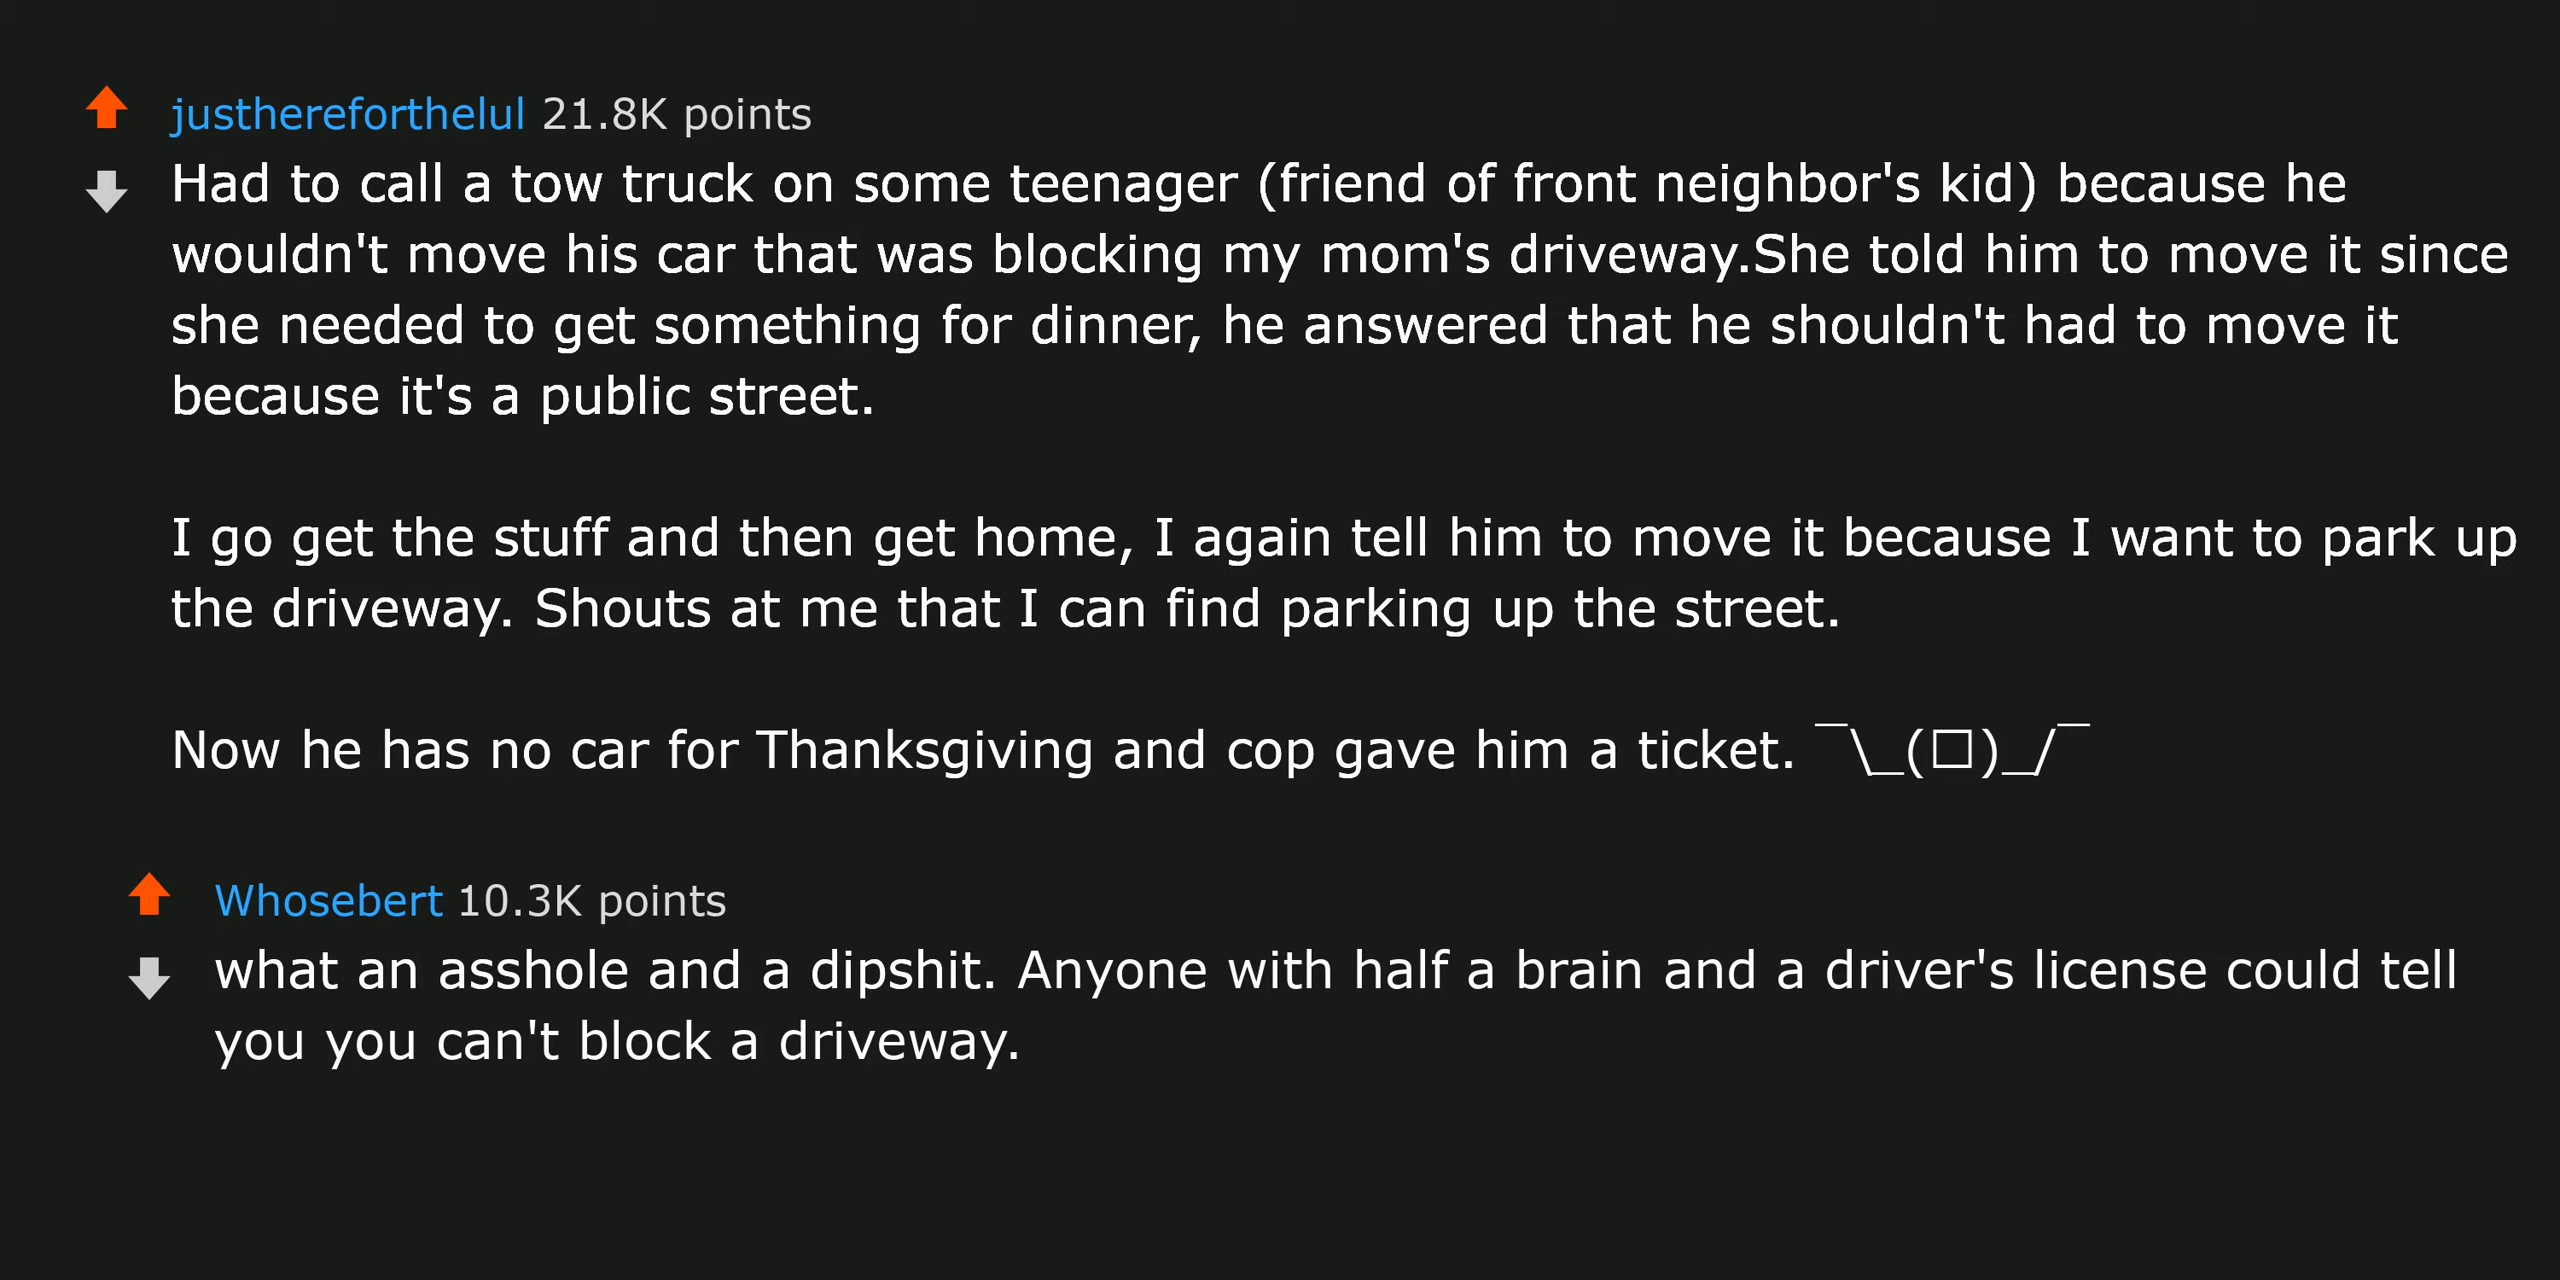 justhereforthelul 21.8K points
Had to call a tow truck on some teenager (friend of front neighbor's kid) because he
wouldn't move his car that was blocking my mom's driveway.She told him to move it since
she needed to get something for dinner, he answered that he shouldn't had to move it
because it's a public street.
I go get the stuff and then get home, I again tell him to move it because I want to park up
the driveway. Shouts at me that I can find parking up the street.
Now he has no car for Thanksgiving and cop gave him a ticket. ¯\_(□)_/¯
Whosebert 10.3K points
what an asshole and a dipshit. Anyone with half a brain and a driver's license could tell
you you can't block a driveway.